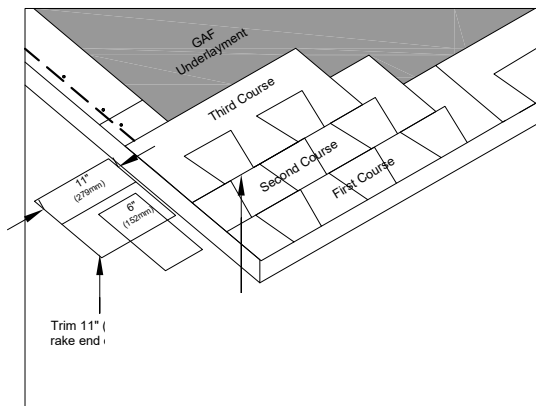 GAF
Underlayment
Third Course
Second Course
First Course
11"
(279mm)
6"
(152mm)
Trim 11" (
rake end